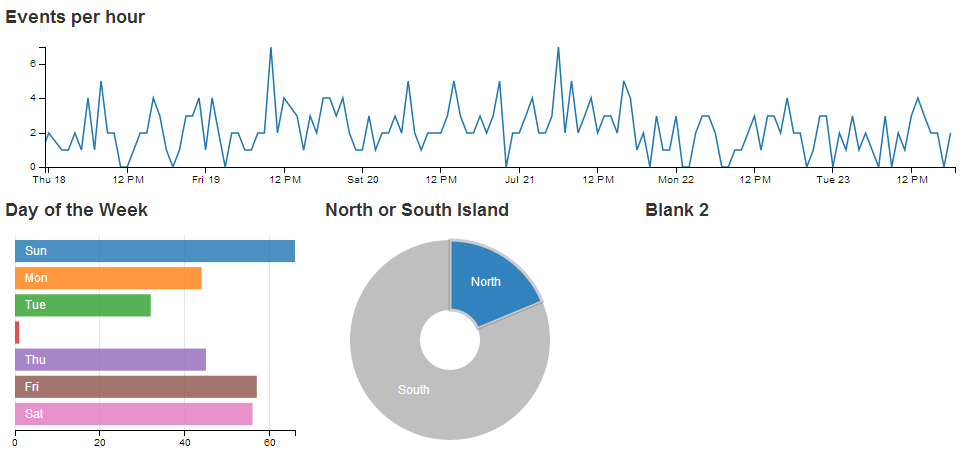 Events per hour
6
4
2
0
Thu 18 12 PM Fri 19 12 PM Sat 20 12 PM Jul 21 12 PM Mon 22 12 PM Tue 23 12 PM
Day of the Week North or South Island Blank 2
Sun
Mon
Tue
Thu
Fri
Sat
0 20 40 60
North
South